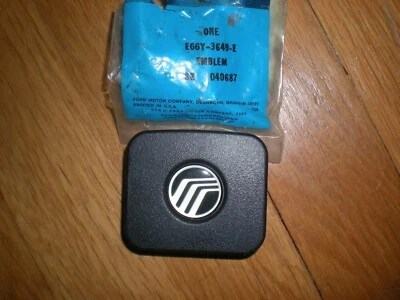 ONE
E6GY-3649-E
EMBLEM
040687
FORD MOTOR COMPANY, DEARBORN, MICHIGAN
PRINTED IN U.S.A.